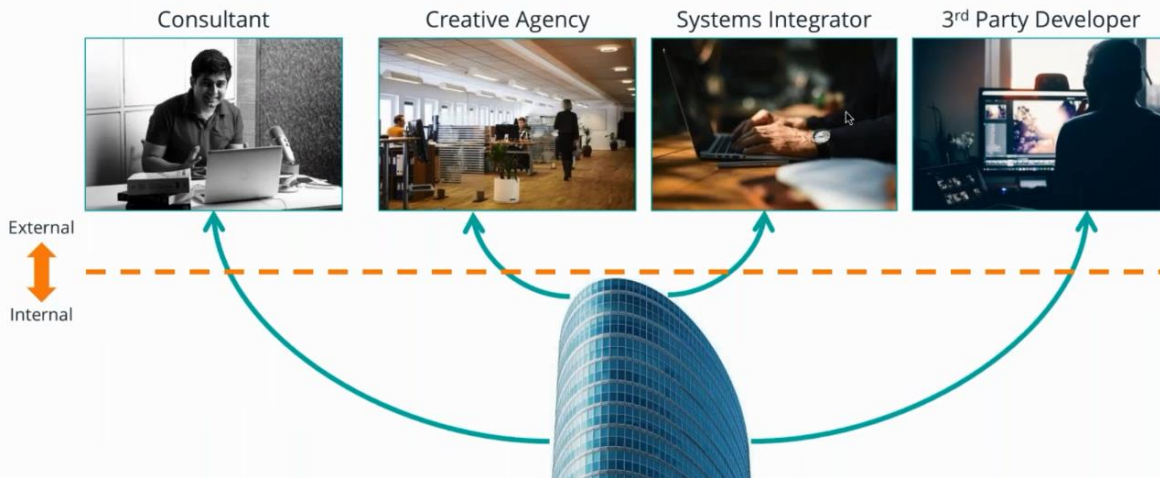 Consultant
Creative Agency
Systems Integrator
3rd Party Developer
External
Internal